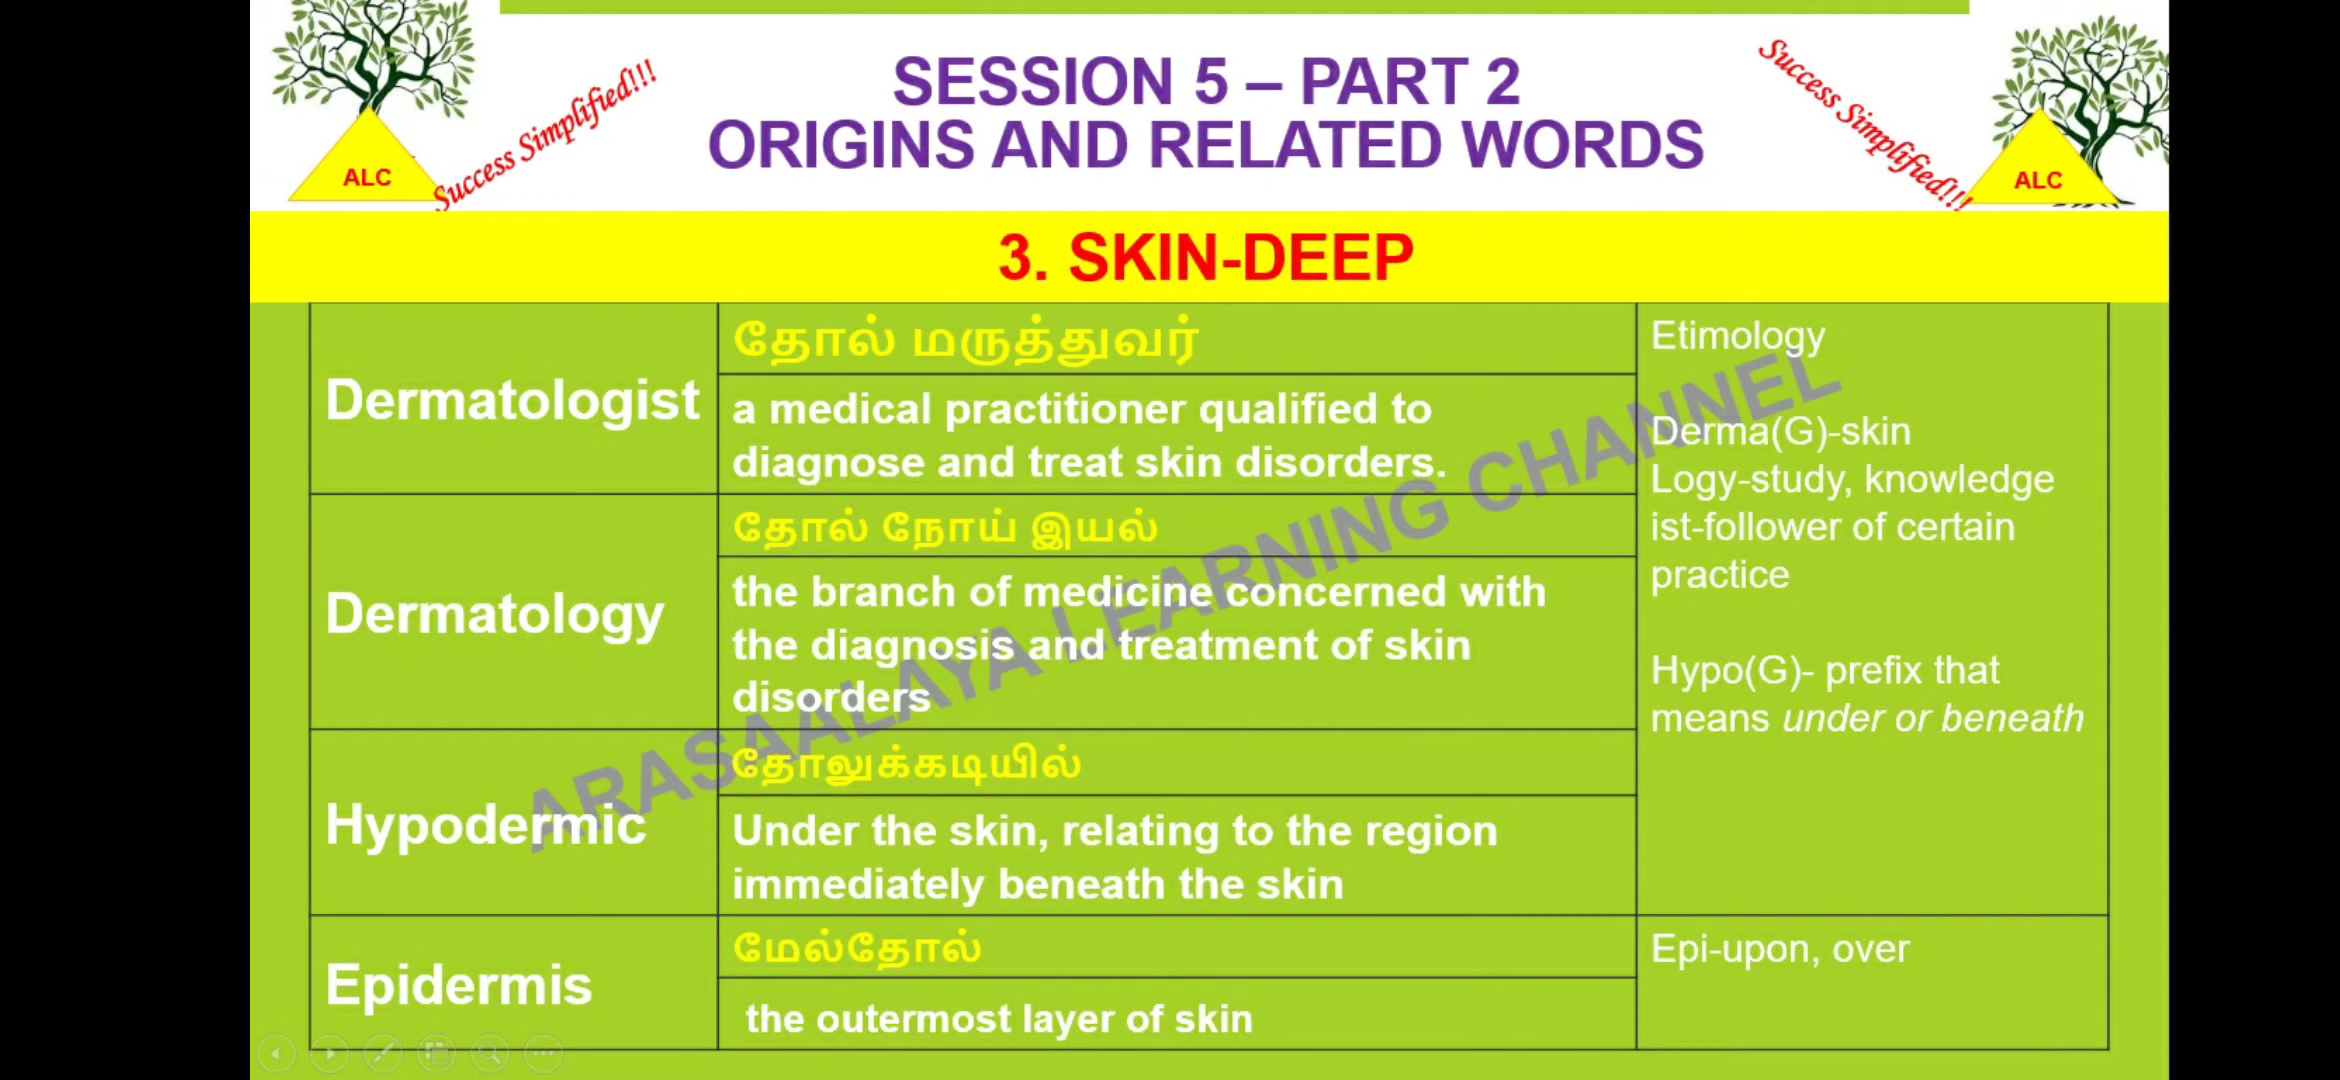 SESSION 5 – PART 2
ORIGINS AND RELATED WORDS
Success Simplified!!!
ALC
Success Simplified!!!
ALC
3. SKIN-DEEP
Dermatologist
தோல் மருத்துவர்
a medical practitioner qualified to
diagnose and treat skin disorders.
Etimology
Derma(G)-skin
Logy-study, knowledge
ist-follower of certain
practice
Hypo(G)- prefix that
means under or beneath
Dermatology
தோல் நோய் இயல்
the branch of medicine concerned with
the diagnosis and treatment of skin
disorders
Hypodermic
தோலுக்கடியில்
Under the skin, relating to the region
immediately beneath the skin
Epidermis
மேல்தோல்
the outermost layer of skin
Epi-upon, over
ARASAALAYA LEARNING CHANNEL